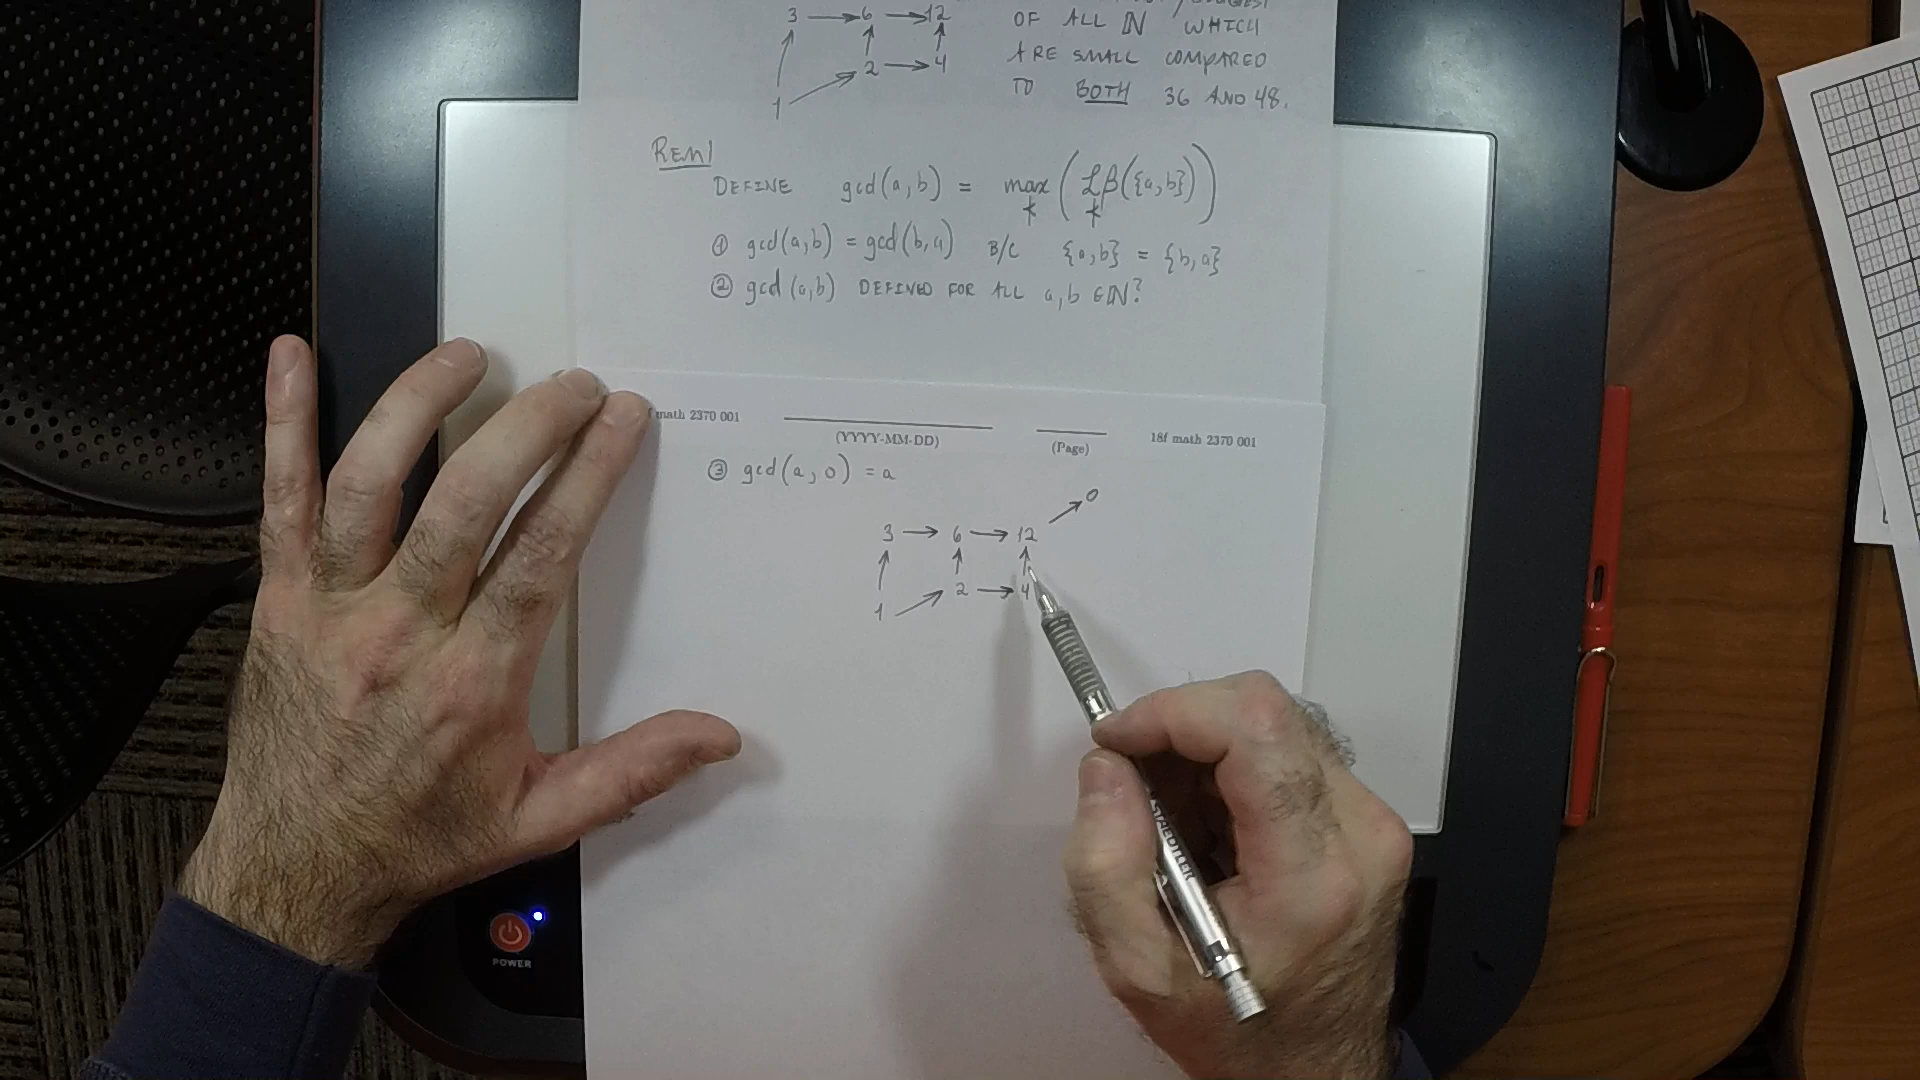 3 → 6 → 12
OF ALL ℕ WHICH
2 → 4
ARE SMALL COMPARED
TO BOTH 36 AND 48.
1
REM
DEFINE gcd(a,b) = max (ℒβ({a,b}))
① gcd(a,b) = gcd(b,a) B/C {a,b} = {b,a}
② gcd(a,b) DEFINED FOR ALL a,b ∈ ℕ?
math 2370 001
(YYYY-MM-DD)
(Page)
18f math 2370 001
③ gcd(a,0) = a
0
3 → 6 → 12
1 2 → 4
STAEDTLER
POWER